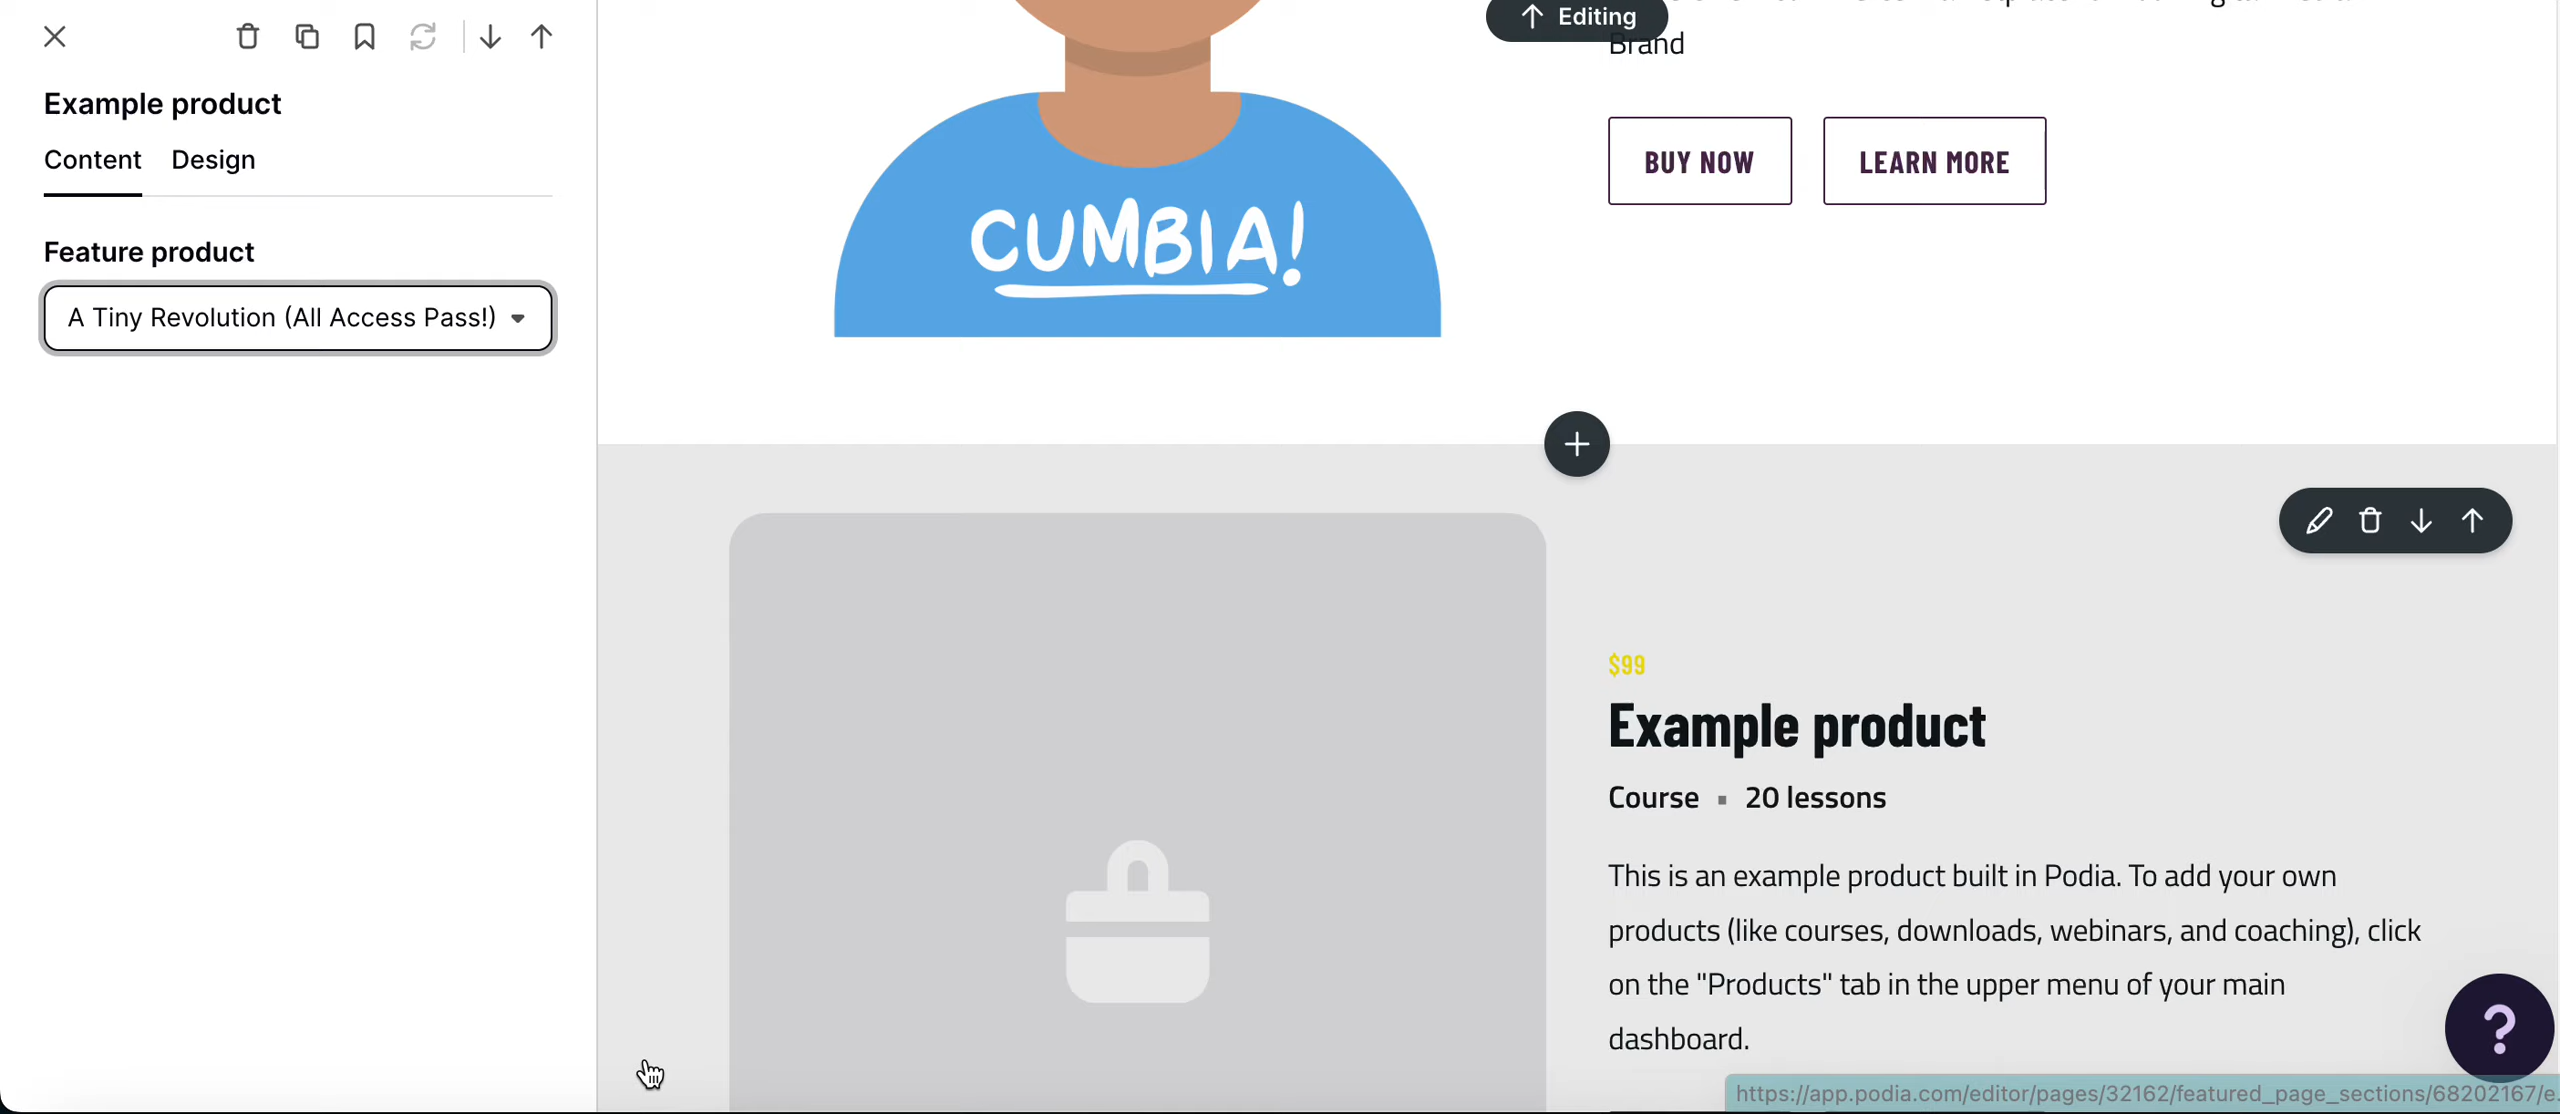 Example product
Content Design
Feature product
A Tiny Revolution (All Access Pass!)
Editing
Brand
BUY NOW
LEARN MORE
CUMBIA!
$99
Example product
Course ▪ 20 lessons
This is an example product built in Podia. To add your own
products (like courses, downloads, webinars, and coaching), click
on the "Products" tab in the upper menu of your main
dashboard.
?
https://app.podia.com/editor/pages/32162/featured_page_sections/68202167/e